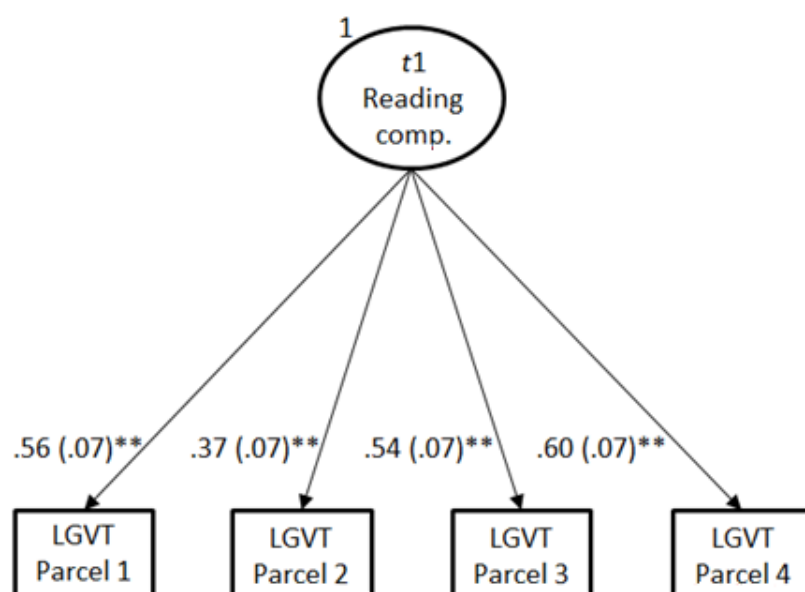 1
t1
Reading
comp.
.56 (.07)** .37 (.07)** .54 (.07)** .60 (.07)**
LGVT LGVT LGVT LGVT
Parcel 1 Parcel 2 Parcel 3 Parcel 4